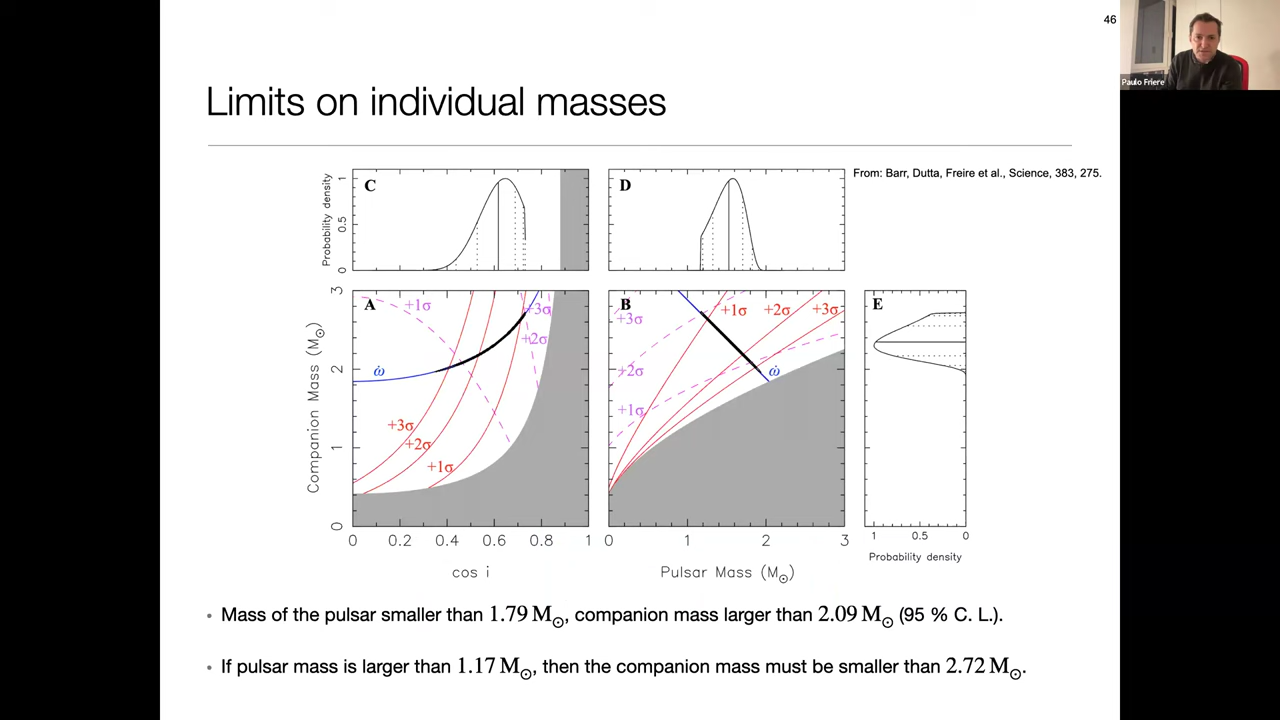 46
Paulo Friere
Limits on individual masses
From: Barr, Dutta, Freire et al., Science, 383, 275.
C
D
Probability density
1
0.5
0
A
B
E
+1σ
+3σ
+2σ
ω̇
+3σ
+2σ
+1σ
+3σ
+2σ
+1σ
+1σ
+2σ
+3σ
ω̇
Companion Mass (M⊙)
3
2
1
0
0 0.2 0.4 0.6 0.8 1
0 1 2 3
1 0.5 0
cos i
Pulsar Mass (M⊙)
Probability density
• Mass of the pulsar smaller than 1.79 M⊙, companion mass larger than 2.09 M⊙ (95 % C. L.).
• If pulsar mass is larger than 1.17 M⊙, then the companion mass must be smaller than 2.72 M⊙.